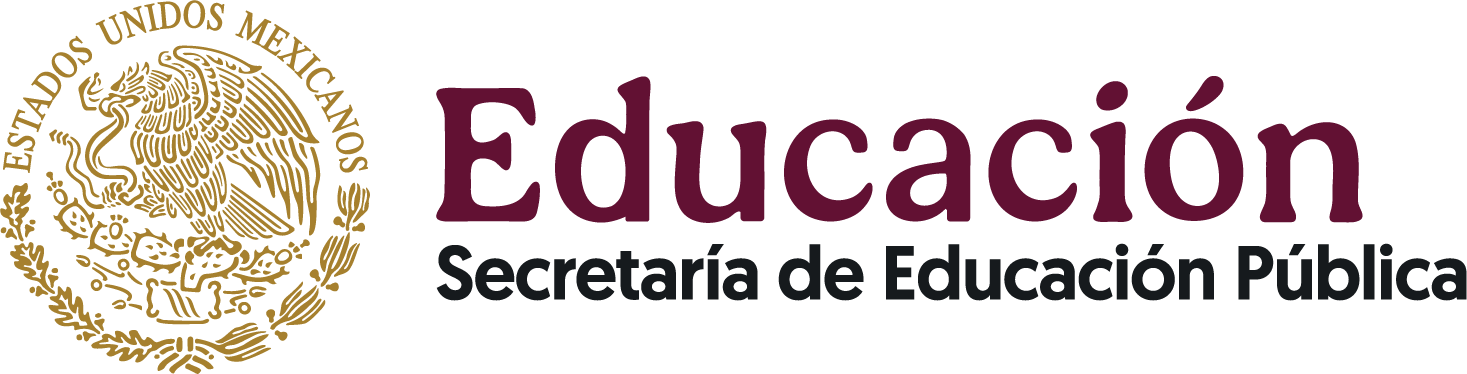 ESTADOS UNIDOS MEXICANOS
Educación
Secretaría de Educación Pública